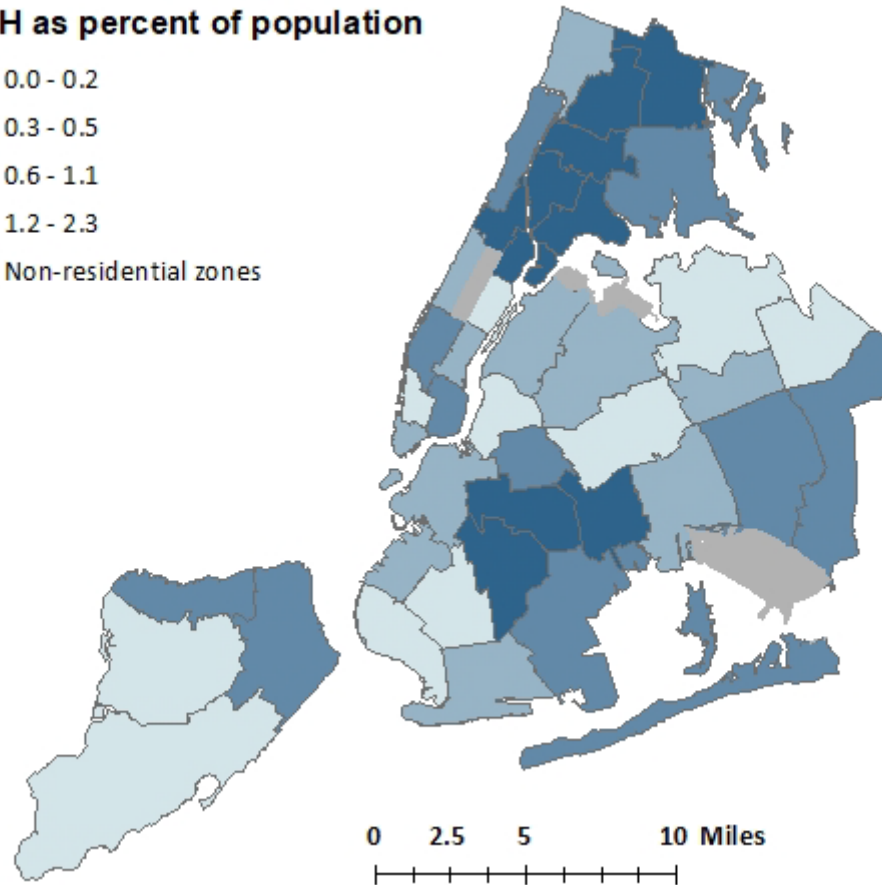 H as percent of population
0.0 - 0.2
0.3 - 0.5
0.6 - 1.1
1.2 - 2.3
Non-residential zones
0 2.5 5 10 Miles